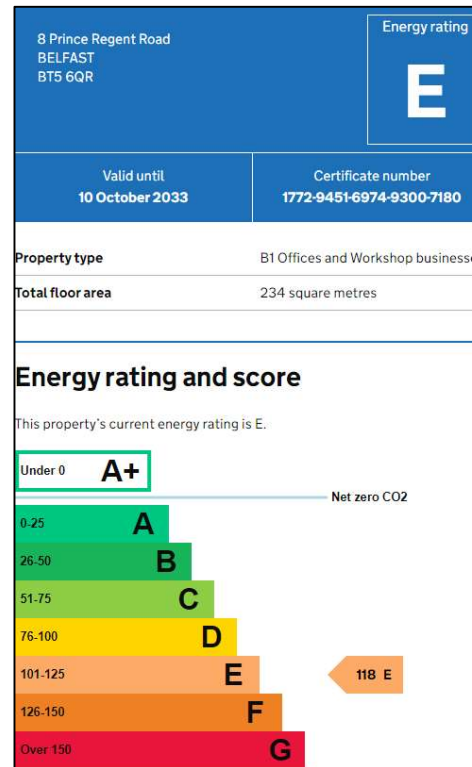 8 Prince Regent Road
BELFAST
BT5 6QR
Energy rating
E
Valid until
10 October 2033
Certificate number
1772-9451-6974-9300-7180
Property type
B1 Offices and Workshop businesse
Total floor area
234 square metres
Energy rating and score
This property's current energy rating is E.
Under 0 A+
Net zero CO2
0-25 A
26-50 B
51-75 C
76-100 D
101-125 E
118 E
126-150 F
Over 150 G